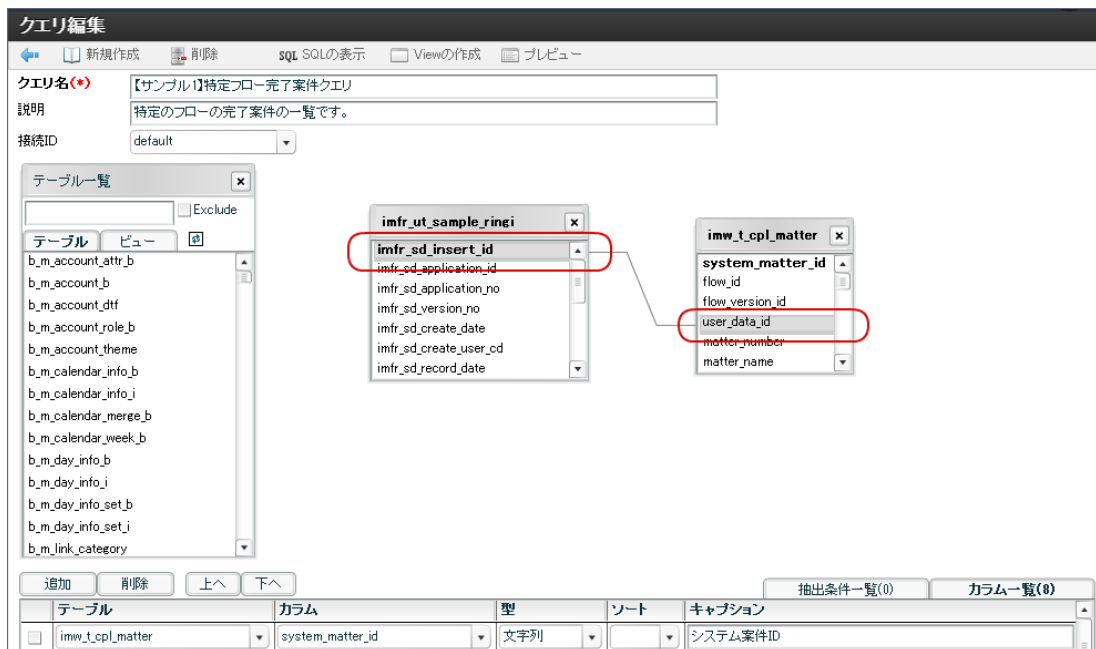 クエリ編集
新規作成 削除 SQL SQLの表示 Viewの作成 プレビュー
クエリ名(*) 【サンプル1】特定フロー完了案件クエリ
説明 特定のフローの完了案件の一覧です。
接続ID default
テーブル一覧
Exclude
テーブル ビュー
b_m_account_attr_b
b_m_account_b
b_m_account_dtf
b_m_account_role_b
b_m_account_theme
b_m_calendar_info_b
b_m_calendar_info_i
b_m_calendar_merge_b
b_m_calendar_week_b
b_m_day_info_b
b_m_day_info_i
b_m_day_info_set_b
b_m_day_info_set_i
b_m_link_category
imfr_ut_sample_ringi
imfr_sd_insert_id
imfr_sd_application_id
imfr_sd_application_no
imfr_sd_version_no
imfr_sd_create_date
imfr_sd_create_user_cd
imfr_sd_record_date
imw_t_cpl_matter
system_matter_id
flow_id
flow_version_id
user_data_id
matter_number
matter_name
追加 削除 上へ 下へ 抽出条件一覧(0) カラム一覧(8)
テーブル カラム 型 ソート キャプション
imw_t_cpl_matter system_matter_id 文字列 システム案件ID